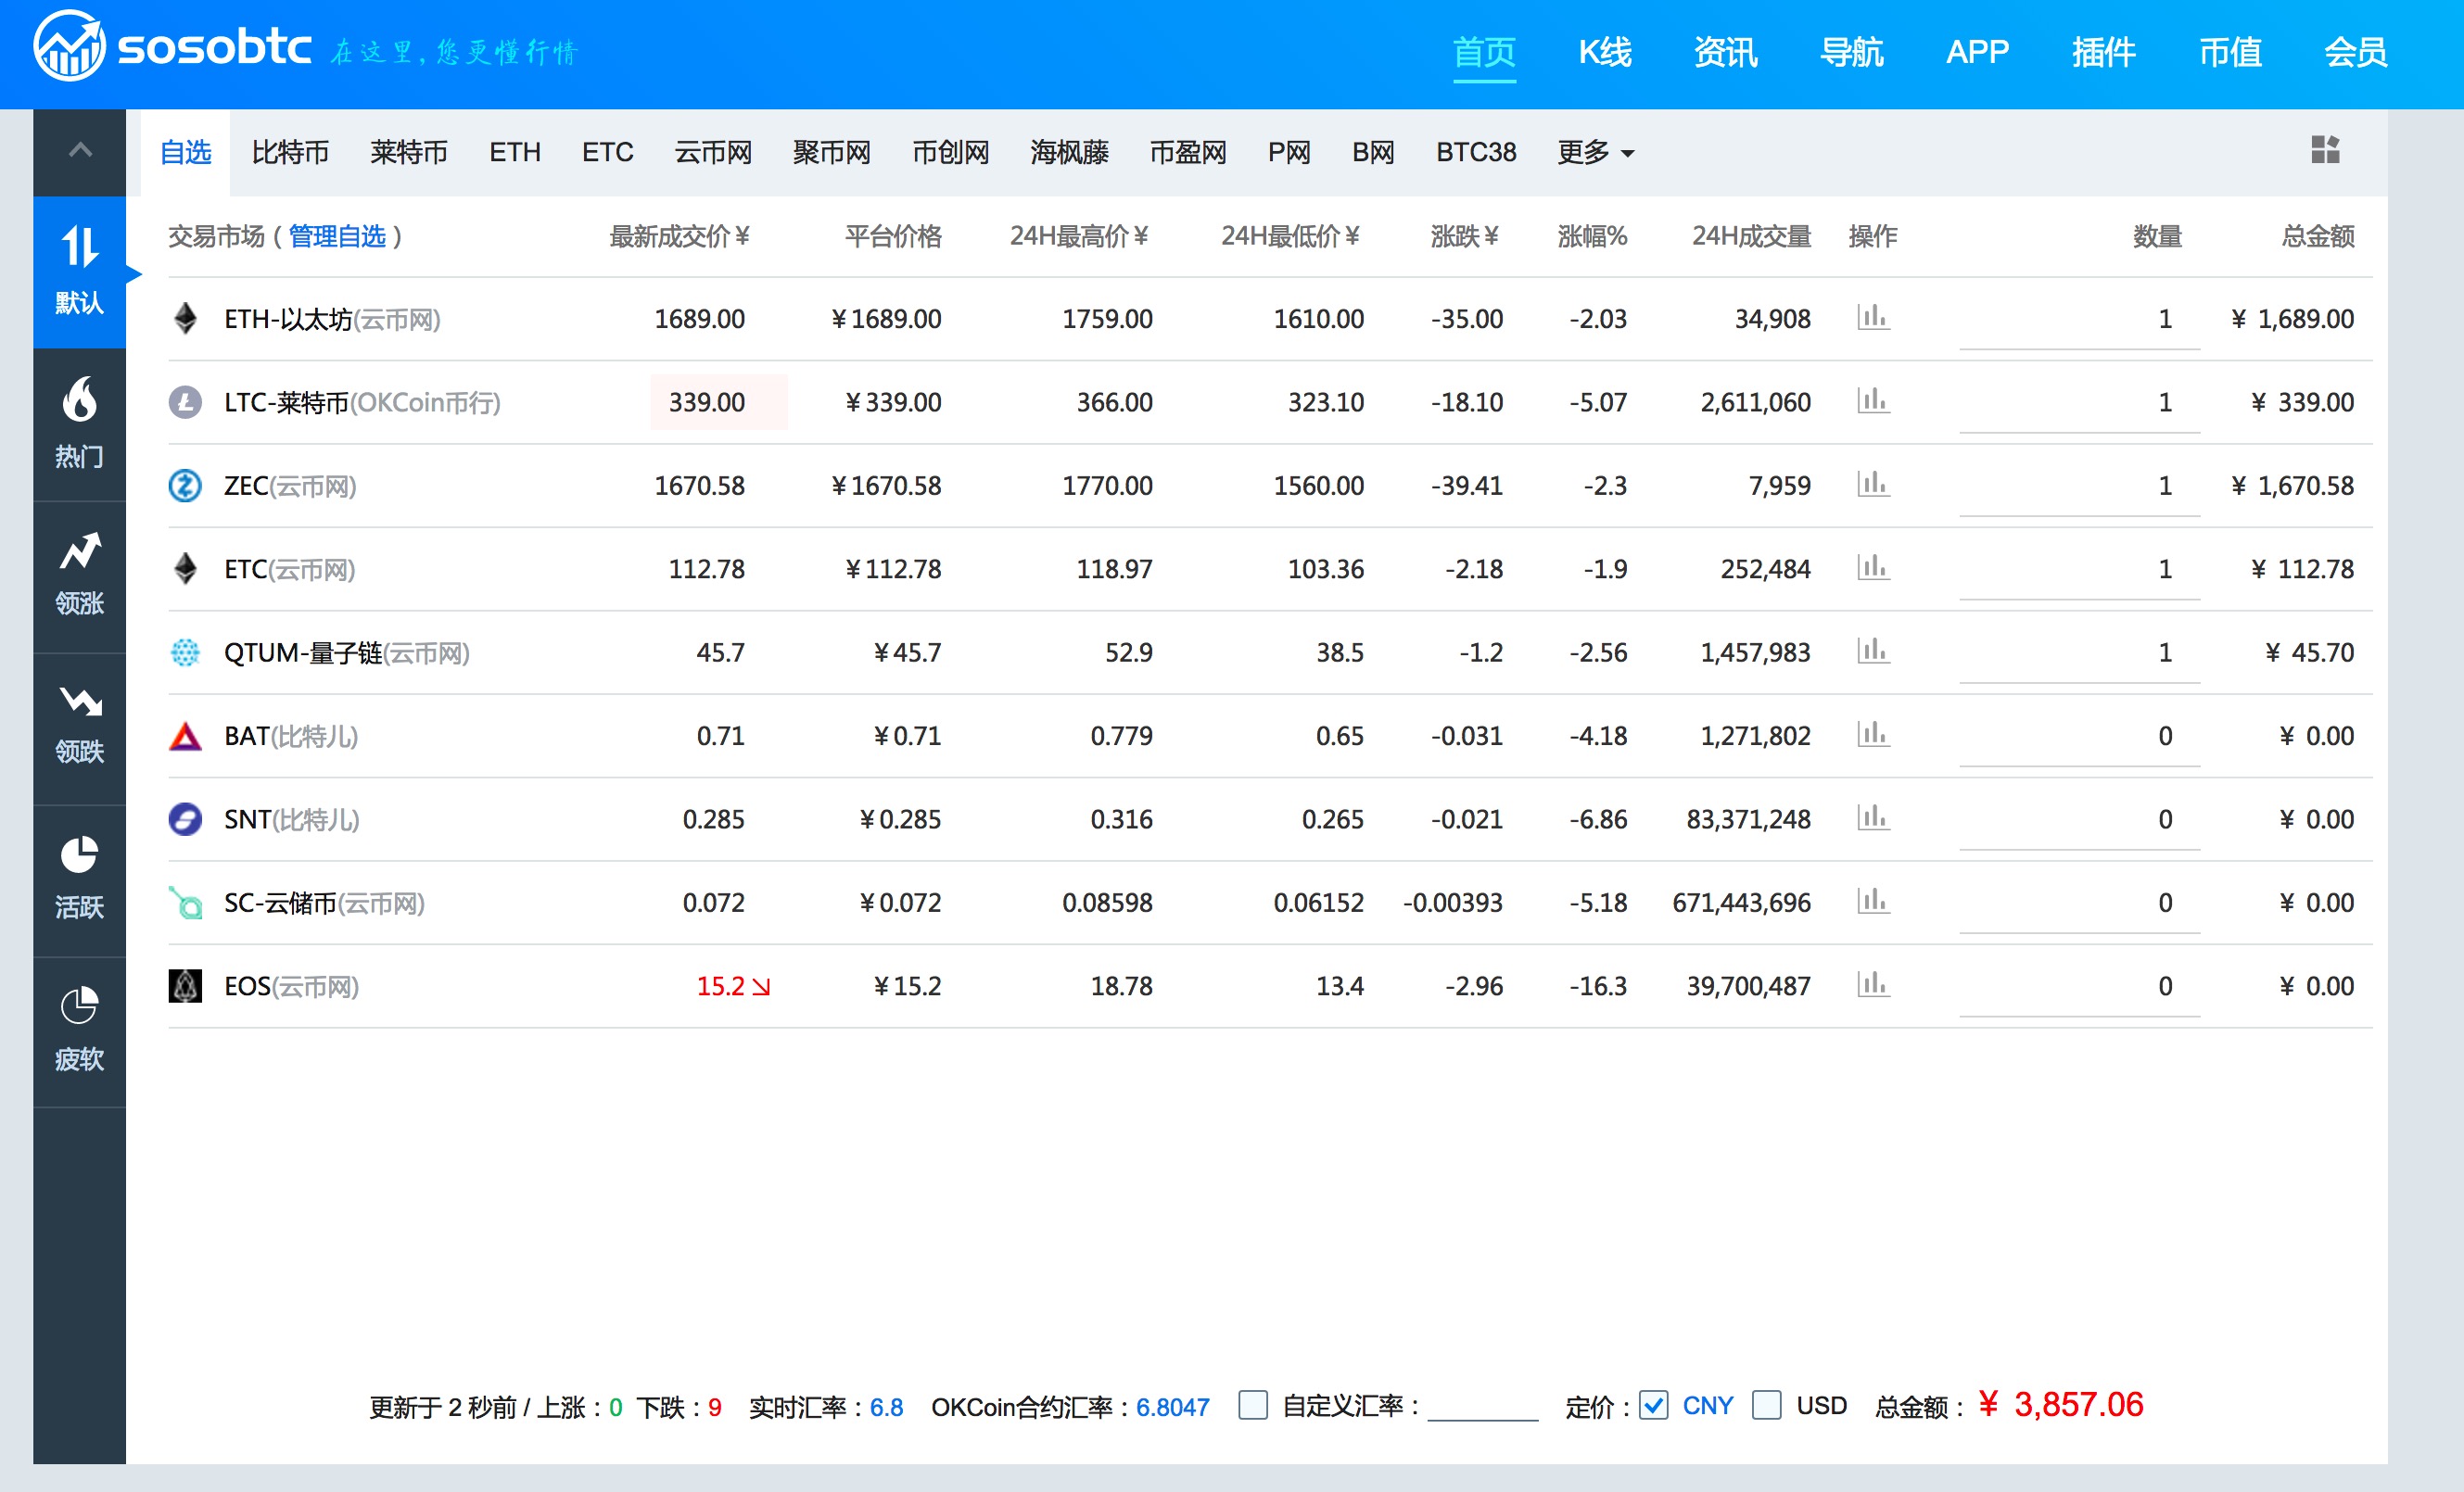 sosobtc 在这里,您更懂行情 首页 K线 资讯 导航 APP 插件 币值 会员
自选 比特币 莱特币 ETH ETC 云币网 聚币网 币创网 海枫藤 币盈网 P网 B网 BTC38 更多
默认
热门
领涨
领跌
活跃
疲软
交易市场 ( 管理自选 ) 最新成交价¥ 平台价格 24H最高价¥ 24H最低价¥ 涨跌¥ 涨幅% 24H成交量 操作 数量 总金额
ETH-以太坊(云币网) 1689.00 ¥1689.00 1759.00 1610.00 -35.00 -2.03 34,908 1 ¥ 1,689.00
LTC-莱特币(OKCoin币行) 339.00 ¥339.00 366.00 323.10 -18.10 -5.07 2,611,060 1 ¥ 339.00
ZEC(云币网) 1670.58 ¥1670.58 1770.00 1560.00 -39.41 -2.3 7,959 1 ¥ 1,670.58
ETC(云币网) 112.78 ¥112.78 118.97 103.36 -2.18 -1.9 252,484 1 ¥ 112.78
QTUM-量子链(云币网) 45.7 ¥45.7 52.9 38.5 -1.2 -2.56 1,457,983 1 ¥ 45.70
BAT(比特儿) 0.71 ¥0.71 0.779 0.65 -0.031 -4.18 1,271,802 0 ¥ 0.00
SNT(比特儿) 0.285 ¥0.285 0.316 0.265 -0.021 -6.86 83,371,248 0 ¥ 0.00
SC-云储币(云币网) 0.072 ¥0.072 0.08598 0.06152 -0.00393 -5.18 671,443,696 0 ¥ 0.00
EOS(云币网) 15.2 ¥15.2 18.78 13.4 -2.96 -16.3 39,700,487 0 ¥ 0.00
更新于 2 秒前 / 上涨：0 下跌：9 实时汇率：6.8 OKCoin合约汇率：6.8047 自定义汇率： 定价： CNY USD 总金额： ¥ 3,857.06